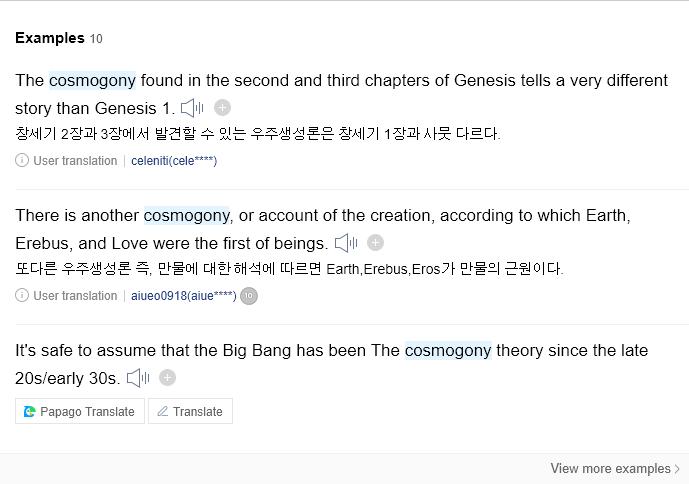 Examples 10
The cosmogony found in the second and third chapters of Genesis tells a very different
story than Genesis 1.
창세기 2장과 3장에서 발견할 수 있는 우주생성론은 창세기 1장과 사뭇 다르다.
User translation | celeniti(cele****)
There is another cosmogony, or account of the creation, according to which Earth,
Erebus, and Love were the first of beings.
또다른 우주생성론 즉, 만물에 대한 해석에 따르면 Earth,Erebus,Eros가 만물의 근원이다.
User translation | aiueo0918(aiue****) 10
It's safe to assume that the Big Bang has been The cosmogony theory since the late
20s/early 30s.
Papago Translate Translate
View more examples